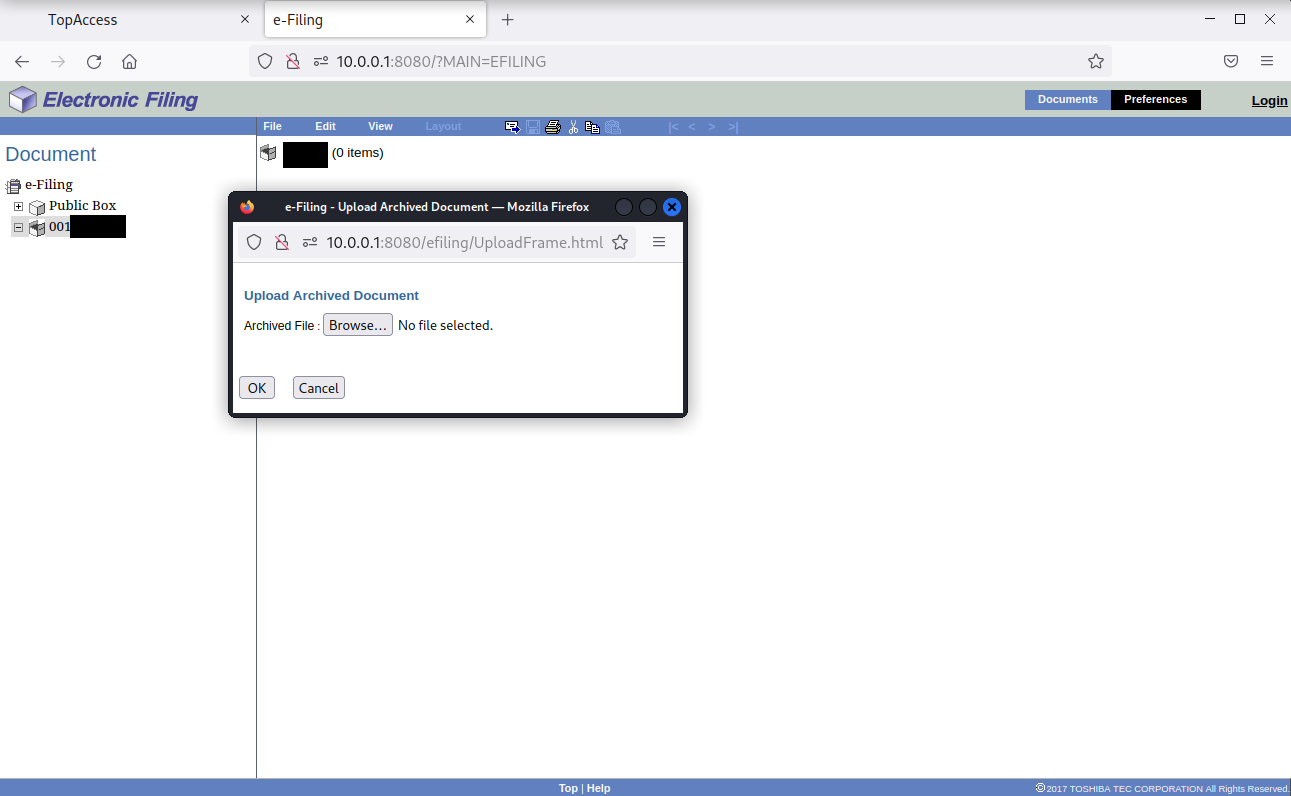 TopAccess
e-Filing
10.0.0.1:8080/?MAIN=EFILING
Electronic Filing
Documents Preferences Login
File Edit View Layout |< < > >|
Document
(0 items)
e-Filing
Public Box
001
e-Filing - Upload Archived Document — Mozilla Firefox
10.0.0.1:8080/efiling/UploadFrame.html
Upload Archived Document
Archived File : Browse... No file selected.
OK Cancel
Top | Help
©2017 TOSHIBA TEC CORPORATION All Rights Reserved.